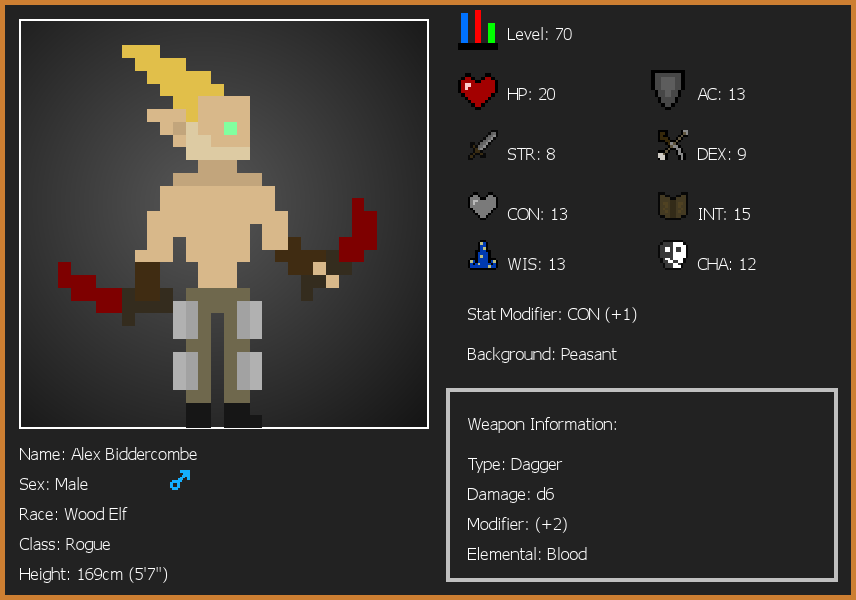 Level: 70
HP: 20
AC: 13
STR: 8
DEX: 9
CON: 13
INT: 15
WIS: 13
CHA: 12
Stat Modifier: CON (+1)
Background: Peasant
Weapon Information:
Type: Dagger
Damage: d6
Modifier: (+2)
Elemental: Blood
Name: Alex Biddercombe
Sex: Male
Race: Wood Elf
Class: Rogue
Height: 169cm (5'7")